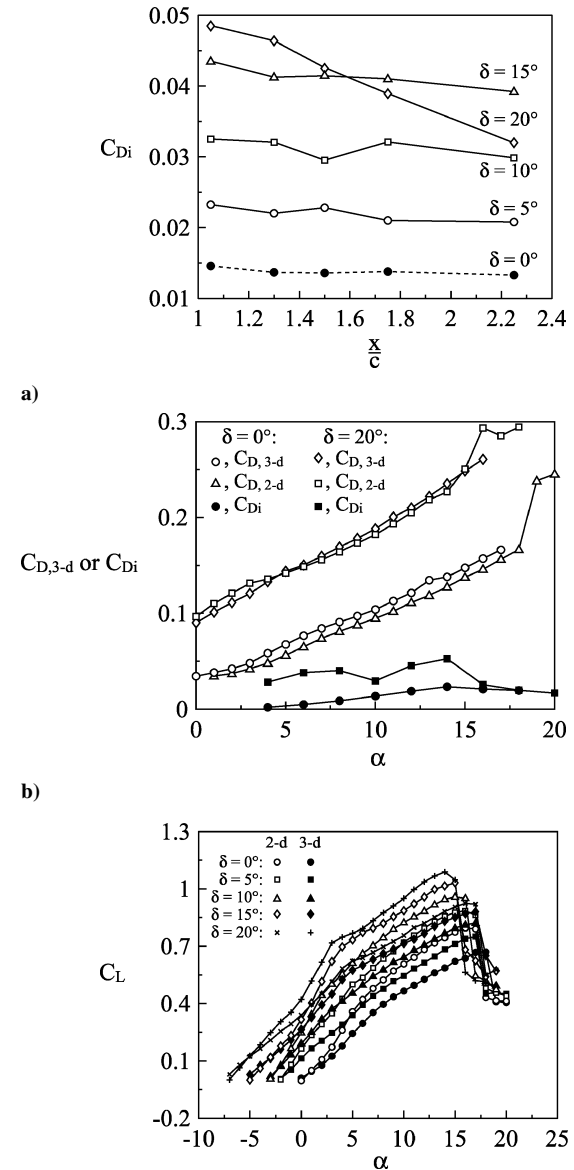 0.05
0.04
0.03
0.02
0.01
C_Di
δ = 15°
δ = 20°
δ = 10°
δ = 5°
δ = 0°
1 1.2 1.4 1.6 1.8 2 2.2 2.4
x
c
a)
0.3
0.2
0.1
0
C_D,3-d or C_Di
δ = 0°: δ = 20°:
, C_D, 3-d , C_D, 3-d
, C_D, 2-d , C_D, 2-d
, C_Di , C_Di
0 5 10 15 20
α
b)
1.3
1
0.7
0.4
0.1
-0.2
C_L
2-d 3-d
δ = 0°:
δ = 5°:
δ = 10°:
δ = 15°:
δ = 20°:
-10 -5 0 5 10 15 20 25
α